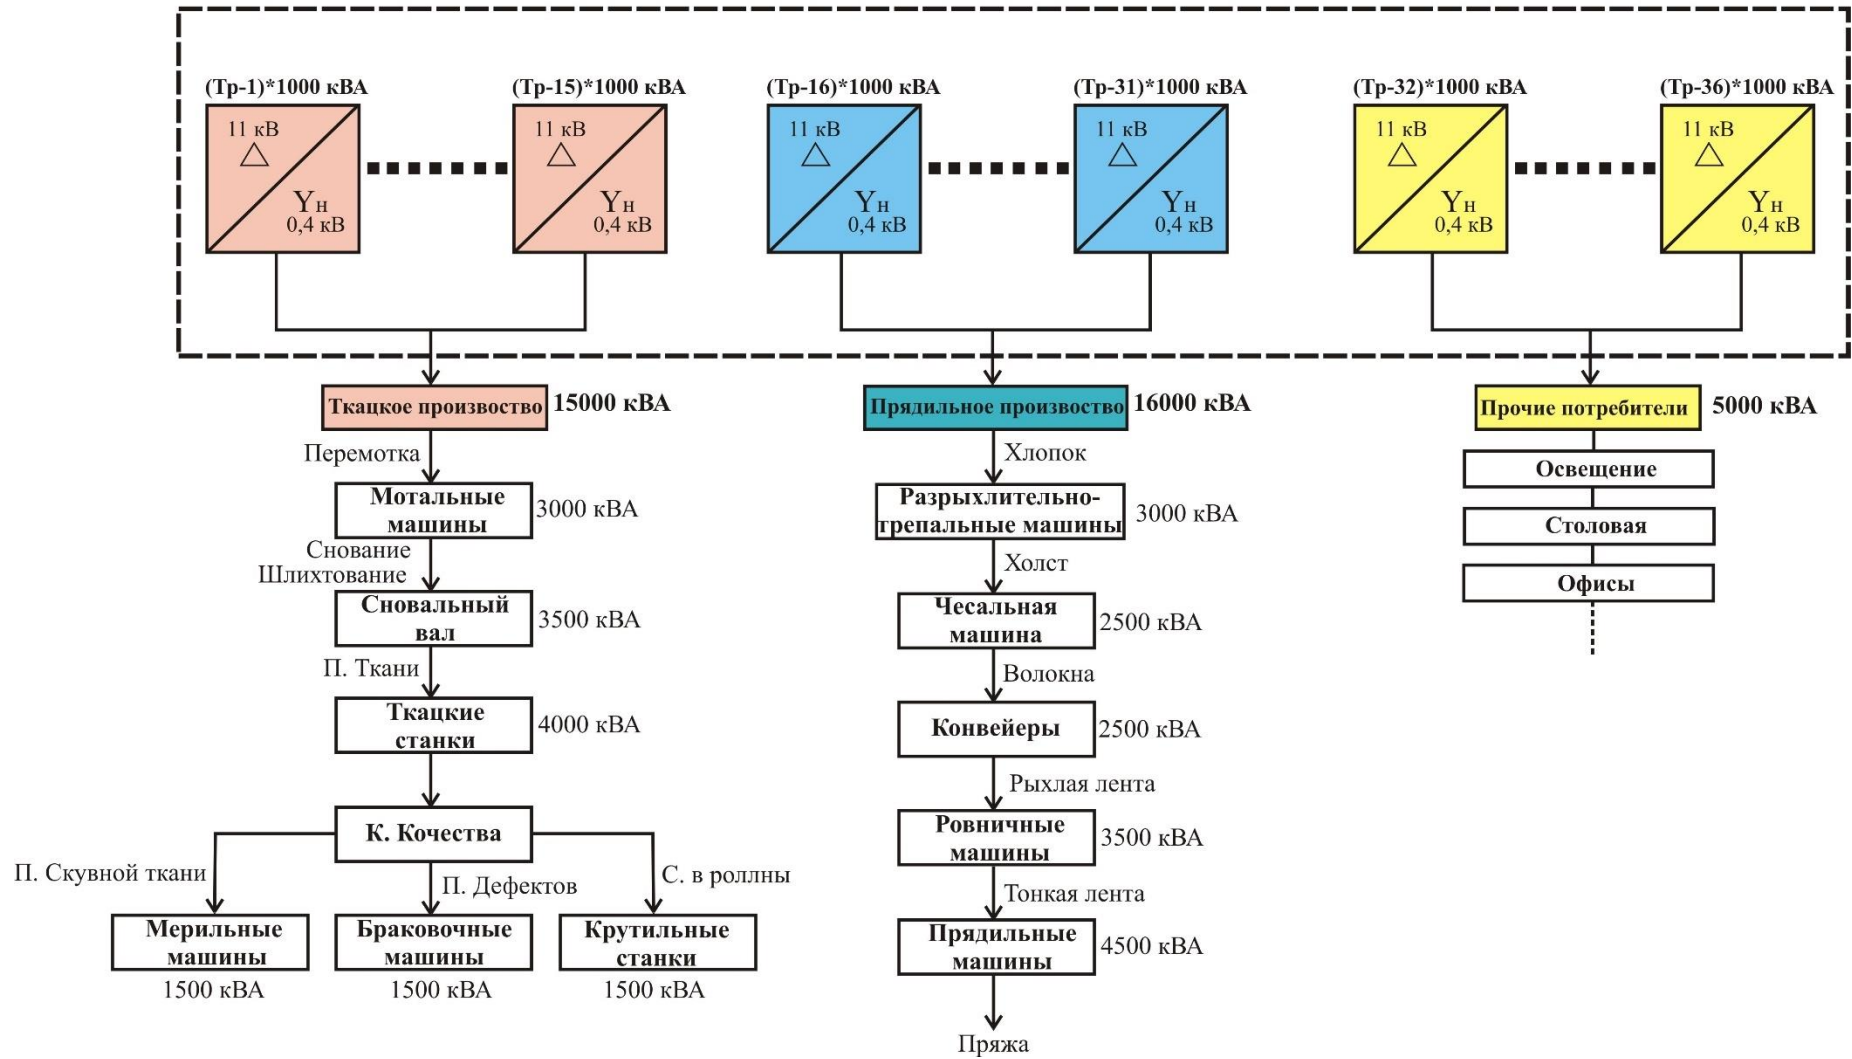 (Тр-1)*1000 кВА
(Тр-15)*1000 кВА
(Тр-16)*1000 кВА
(Тр-31)*1000 кВА
(Тр-32)*1000 кВА
(Тр-36)*1000 кВА
11 кВ
Yн
0,4 кВ
11 кВ
Yн
0,4 кВ
11 кВ
Yн
0,4 кВ
11 кВ
Yн
0,4 кВ
11 кВ
Yн
0,4 кВ
11 кВ
Yн
0,4 кВ
Ткацкое произвоство
15000 кВА
Перемотка
Мотальные
машины
3000 кВА
Снование
Шлихтование
Сновальный
вал
3500 кВА
П. Ткани
Ткацкие
станки
4000 кВА
К. Кочества
П. Скувной ткани
П. Дефектов
С. в роллны
Мерильные
машины
1500 кВА
Браковочные
машины
1500 кВА
Крутильные
станки
1500 кВА
Прядильное произвоство
16000 кВА
Хлопок
Разрыхлительно-
трепальные машины
3000 кВА
Холст
Чесальная
машина
2500 кВА
Волокна
Конвейеры
2500 кВА
Рыхлая лента
Ровничные
машины
3500 кВА
Тонкая лента
Прядильные
машины
4500 кВА
Пряжа
Прочие потребители
5000 кВА
Освещение
Столовая
Офисы